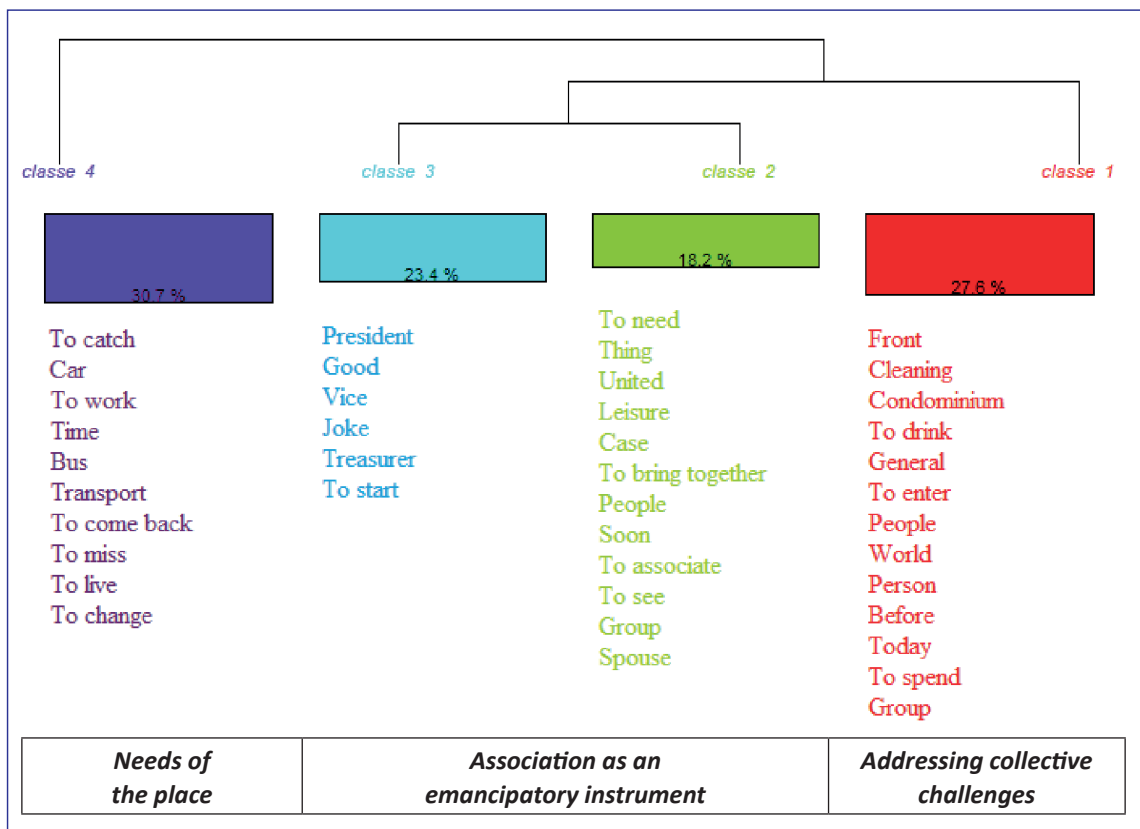 classe 4
classe 3
classe 2
classe 1
30.7 %
23.4 %
18.2 %
27.6 %
To catch
Car
To work
Time
Bus
Transport
To come back
To miss
To live
To change
President
Good
Vice
Joke
Treasurer
To start
To need
Thing
United
Leisure
Case
To bring together
People
Soon
To associate
To see
Group
Spouse
Front
Cleaning
Condominium
To drink
General
To enter
People
World
Person
Before
Today
To spend
Group
Needs of
the place
Association as an
emancipatory instrument
Addressing collective
challenges